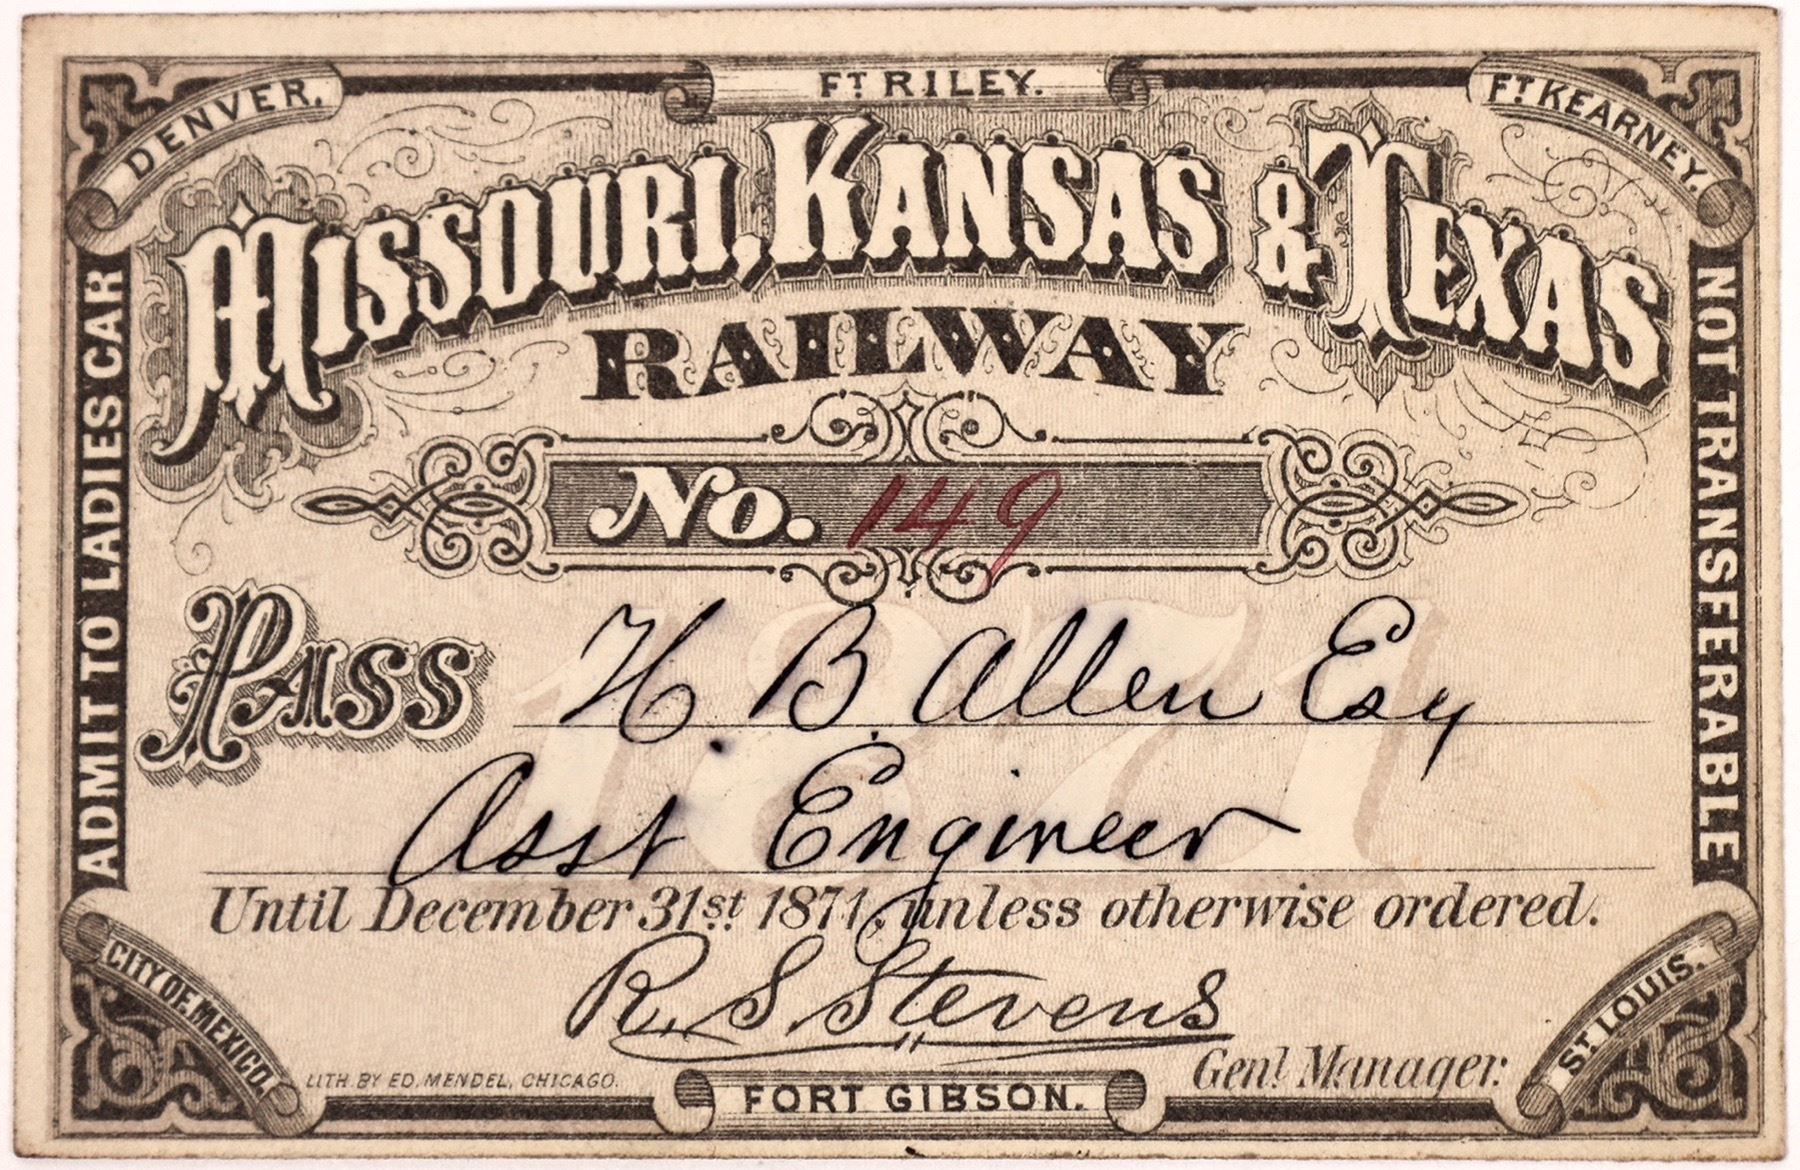 DENVER.
FT RILEY.
FT KEARNEY.
MISSOURI, KANSAS & TEXAS
RAILWAY
ADMIT TO LADIES CAR
NOT TRANSFERABLE
No. 149
1871
PASS H. B. Allen Esq
Asst Engineer
Until December 31st 1871, unless otherwise ordered.
R. S. Stevens
Genl Manager.
CITY OF MEXICO.
LITH. BY ED. MENDEL, CHICAGO.
FORT GIBSON.
ST. LOUIS.